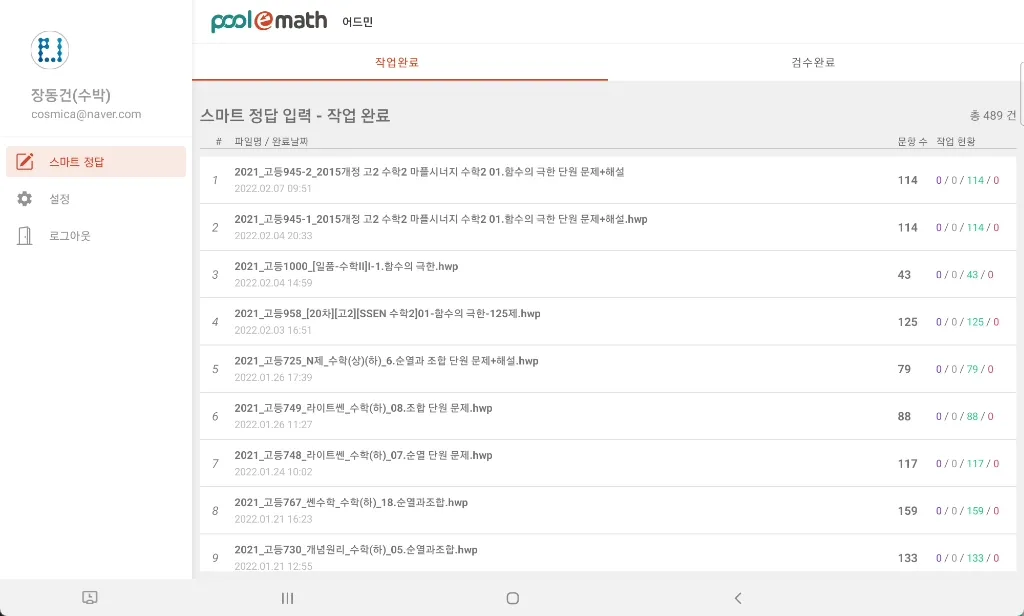 pool e math 어드민
장동건(수박)
cosmica@naver.com
스마트 정답
설정
로그아웃
작업완료 검수완료
스마트 정답 입력 - 작업 완료 총 489 건
# 파일명 / 완료날짜 문항 수 작업 현황
1 2021_고등945-2_2015개정 고2 수학2 마플시너지 수학2 01.함수의 극한 단원 문제+해설 114 0 / 0 / 114 / 0
2022.02.07 09:51
2 2021_고등945-1_2015개정 고2 수학2 마플시너지 수학2 01.함수의 극한 단원 문제+해설.hwp 114 0 / 0 / 114 / 0
2022.02.04 20:33
3 2021_고등1000_[일품-수학II]I-1.함수의 극한.hwp 43 0 / 0 / 43 / 0
2022.02.04 14:59
4 2021_고등958_[20차][고2][SSEN 수학2]01-함수의 극한-125제.hwp 125 0 / 0 / 125 / 0
2022.02.03 16:51
5 2021_고등725_N제_수학(상)(하)_6.순열과 조합 단원 문제+해설.hwp 79 0 / 0 / 79 / 0
2022.01.26 17:39
6 2021_고등749_라이트쎈_수학(하)_08.조합 단원 문제.hwp 88 0 / 0 / 88 / 0
2022.01.26 11:27
7 2021_고등748_라이트쎈_수학(하)_07.순열 단원 문제.hwp 117 0 / 0 / 117 / 0
2022.01.24 10:02
8 2021_고등767_쎈수학_수학(하)_18.순열과조합.hwp 159 0 / 0 / 159 / 0
2022.01.21 16:23
9 2021_고등730_개념원리_수학(하)_05.순열과조합.hwp 133 0 / 0 / 133 / 0
2022.01.21 12:55